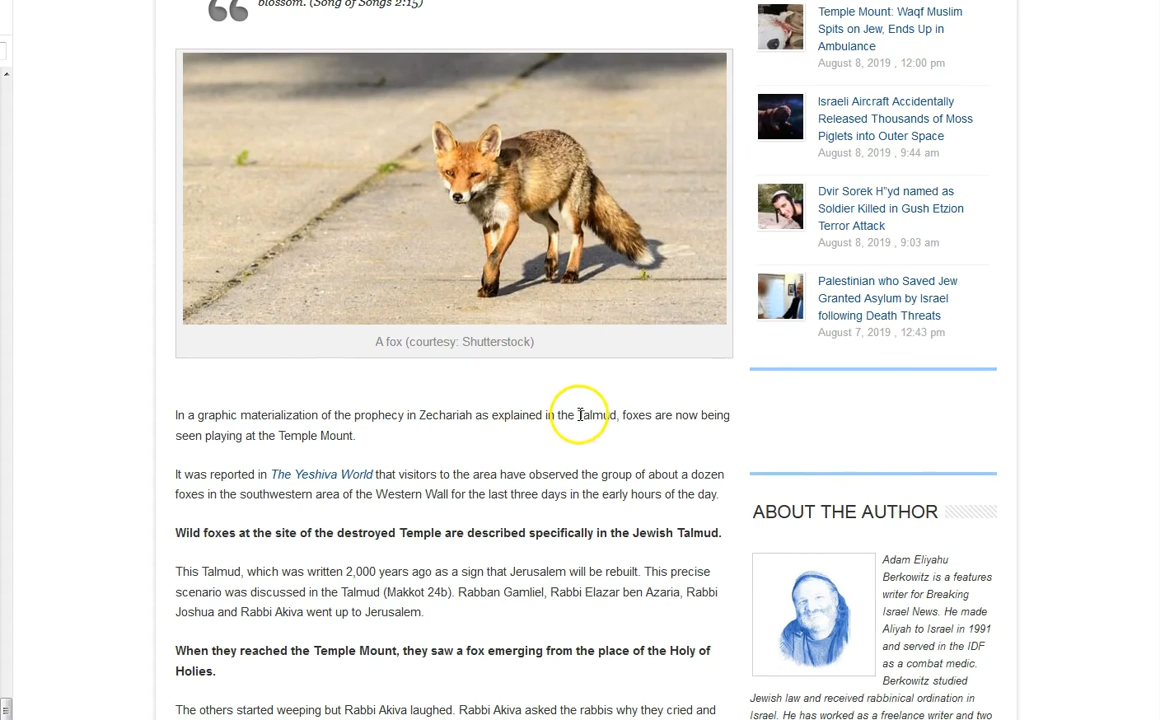 blossom. (Song of Songs 2:15)
A fox (courtesy: Shutterstock)
In a graphic materialization of the prophecy in Zechariah as explained in the Talmud, foxes are now being
seen playing at the Temple Mount.
It was reported in The Yeshiva World that visitors to the area have observed the group of about a dozen
foxes in the southwestern area of the Western Wall for the last three days in the early hours of the day.
Wild foxes at the site of the destroyed Temple are described specifically in the Jewish Talmud.
This Talmud, which was written 2,000 years ago as a sign that Jerusalem will be rebuilt. This precise
scenario was discussed in the Talmud (Makkot 24b). Rabban Gamliel, Rabbi Elazar ben Azaria, Rabbi
Joshua and Rabbi Akiva went up to Jerusalem.
When they reached the Temple Mount, they saw a fox emerging from the place of the Holy of
Holies.
The others started weeping but Rabbi Akiva laughed. Rabbi Akiva asked the rabbis why they cried and
Temple Mount: Waqf Muslim
Spits on Jew, Ends Up in
Ambulance
August 8, 2019 , 12:00 pm
Israeli Aircraft Accidentally
Released Thousands of Moss
Piglets into Outer Space
August 8, 2019 , 9:44 am
Dvir Sorek H"yd named as
Soldier Killed in Gush Etzion
Terror Attack
August 8, 2019 , 9:03 am
Palestinian who Saved Jew
Granted Asylum by Israel
following Death Threats
August 7, 2019 , 12:43 pm
ABOUT THE AUTHOR
Adam Eliyahu
Berkowitz is a features
writer for Breaking
Israel News. He made
Aliyah to Israel in 1991
and served in the IDF
as a combat medic.
Berkowitz studied
Jewish law and received rabbinical ordination in
Israel. He has worked as a freelance writer and two